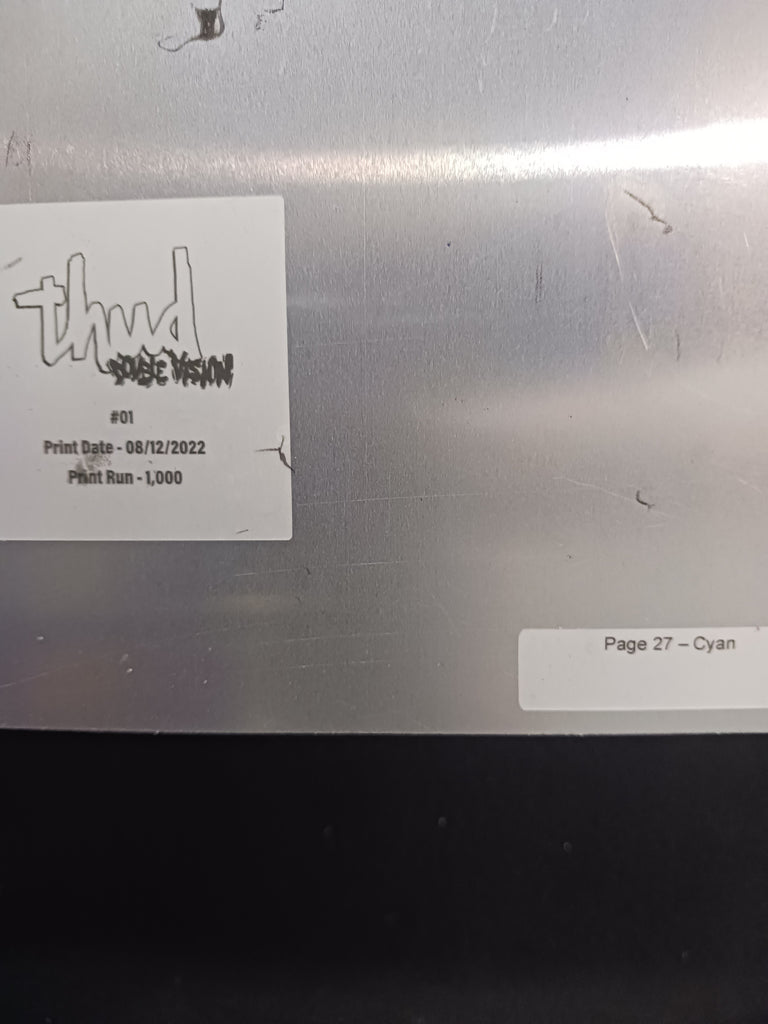 thud
DOUBLE VISION!
#01
Print Date - 08/12/2022
Print Run - 1,000
Page 27 – Cyan